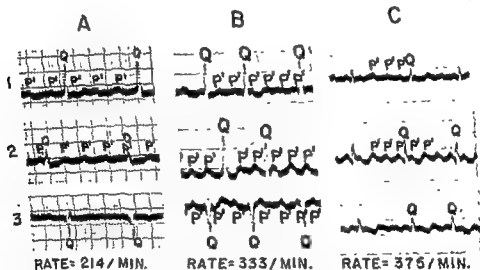 A B C
Q Q Q Q Q P' P' P' Q
1 P' P' P' P' P' P' P' P' P' P'
Q Q Q Q Q Q Q
2 P' P' P' P' P' P' P' P' P' P' P' P' P' P' P' P'
3 P' P' P' P' P' Q Q
Q Q Q Q Q
RATE=214/MIN. RATE=333/MIN. RATE=375/MIN.